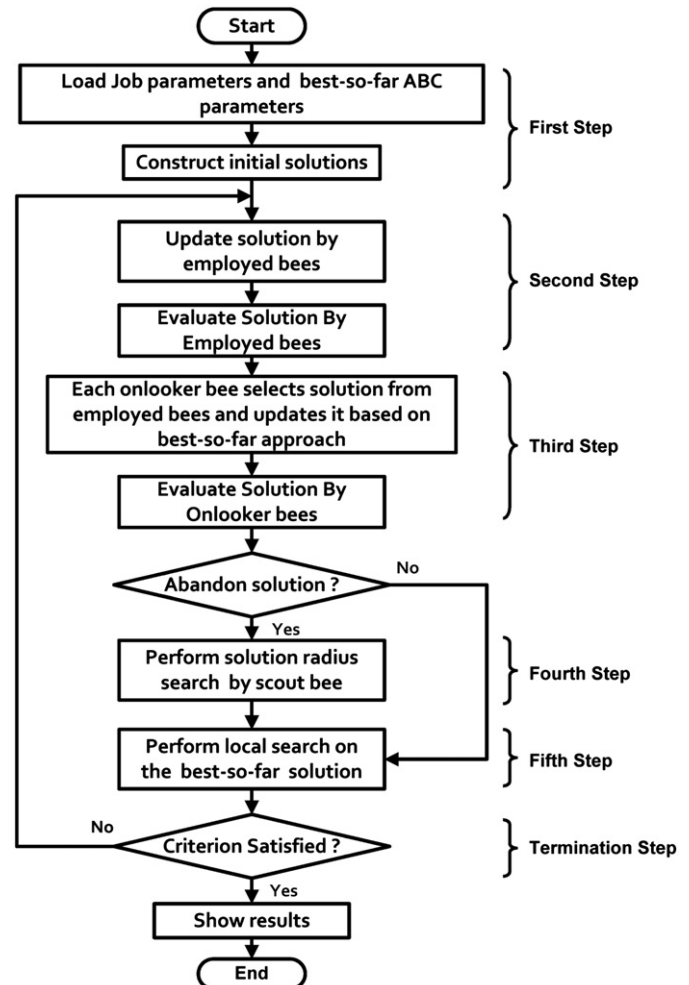 Start
Load Job parameters and best-so-far ABC
parameters
First Step
Construct initial solutions
Update solution by
employed bees
Second Step
Evaluate Solution By
Employed bees
Each onlooker bee selects solution from
employed bees and updates it based on
best-so-far approach
Third Step
Evaluate Solution By
Onlooker bees
Abandon solution ?
No
Yes
Perform solution radius
search by scout bee
Fourth Step
Perform local search on
the best-so-far solution
Fifth Step
No
Criterion Satisfied ?
Termination Step
Yes
Show results
End